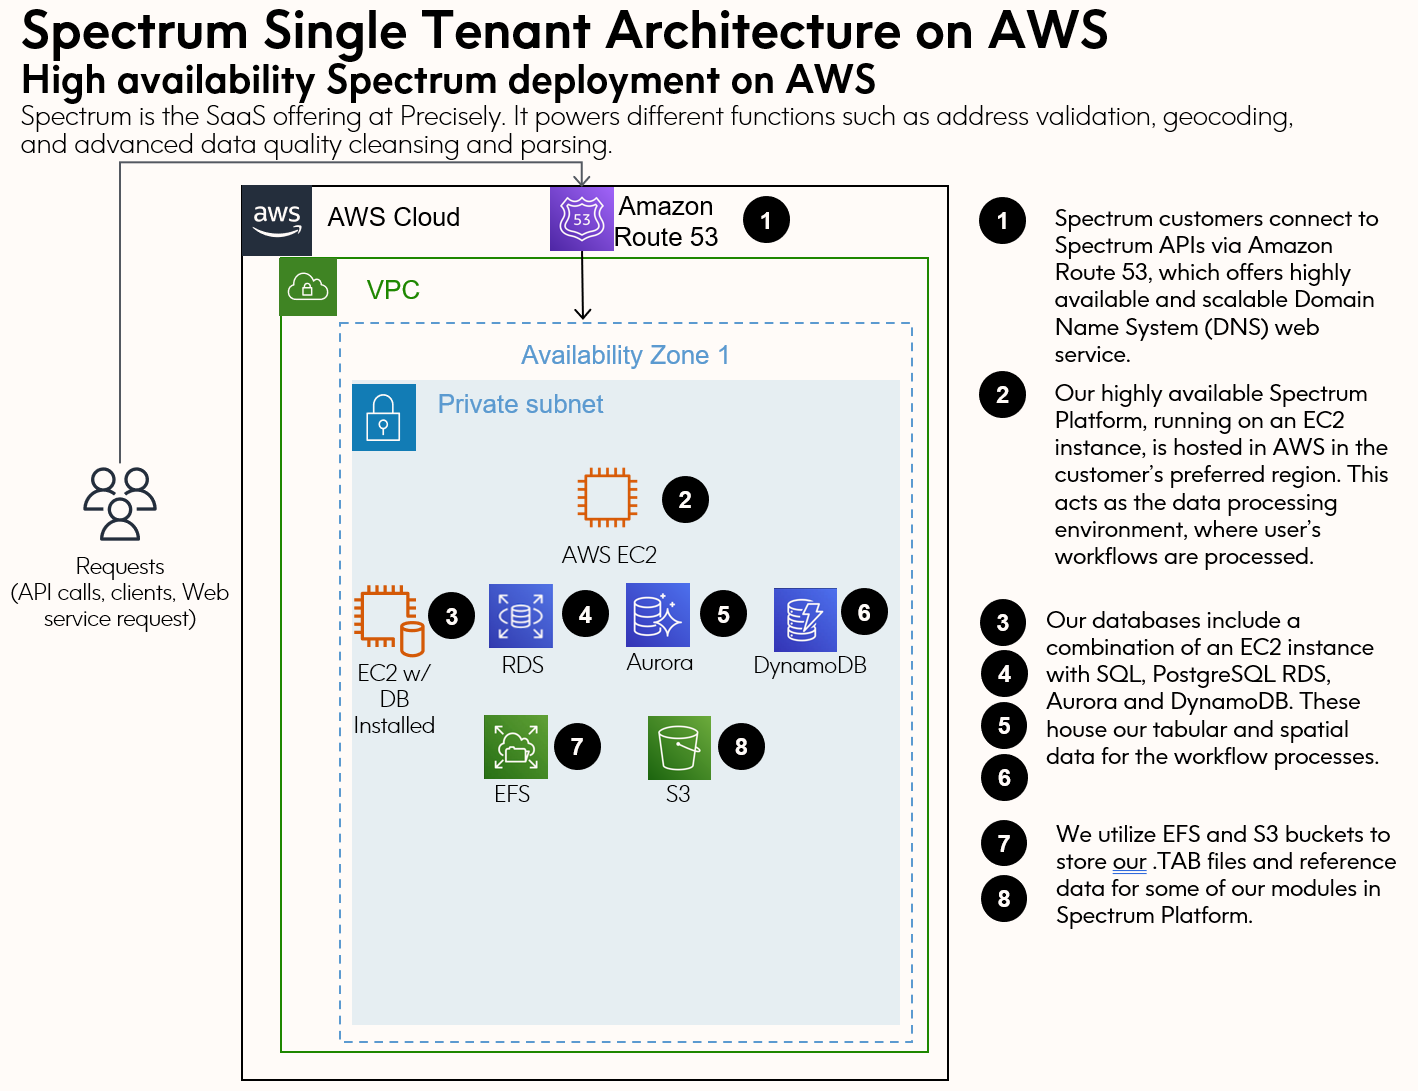 Spectrum Single Tenant Architecture on AWS
High availability Spectrum deployment on AWS
Spectrum is the SaaS offering at Precisely. It powers different functions such as address validation, geocoding,
and advanced data quality cleansing and parsing.
aws
AWS Cloud
53
Amazon
Route 53
1
VPC
Availability Zone 1
Private subnet
2
AWS EC2
Requests
(API calls, clients, Web
service request)
3
EC2 w/
DB
Installed
4
RDS
5
Aurora
6
DynamoDB
7
EFS
8
S3
1
Spectrum customers connect to
Spectrum APIs via Amazon
Route 53, which offers highly
available and scalable Domain
Name System (DNS) web
service.
2
Our highly available Spectrum
Platform, running on an EC2
instance, is hosted in AWS in the
customer's preferred region. This
acts as the data processing
environment, where user's
workflows are processed.
3
4
5
6
Our databases include a
combination of an EC2 instance
with SQL, PostgreSQL RDS,
Aurora and DynamoDB. These
house our tabular and spatial
data for the workflow processes.
7
8
We utilize EFS and S3 buckets to
store our .TAB files and reference
data for some of our modules in
Spectrum Platform.